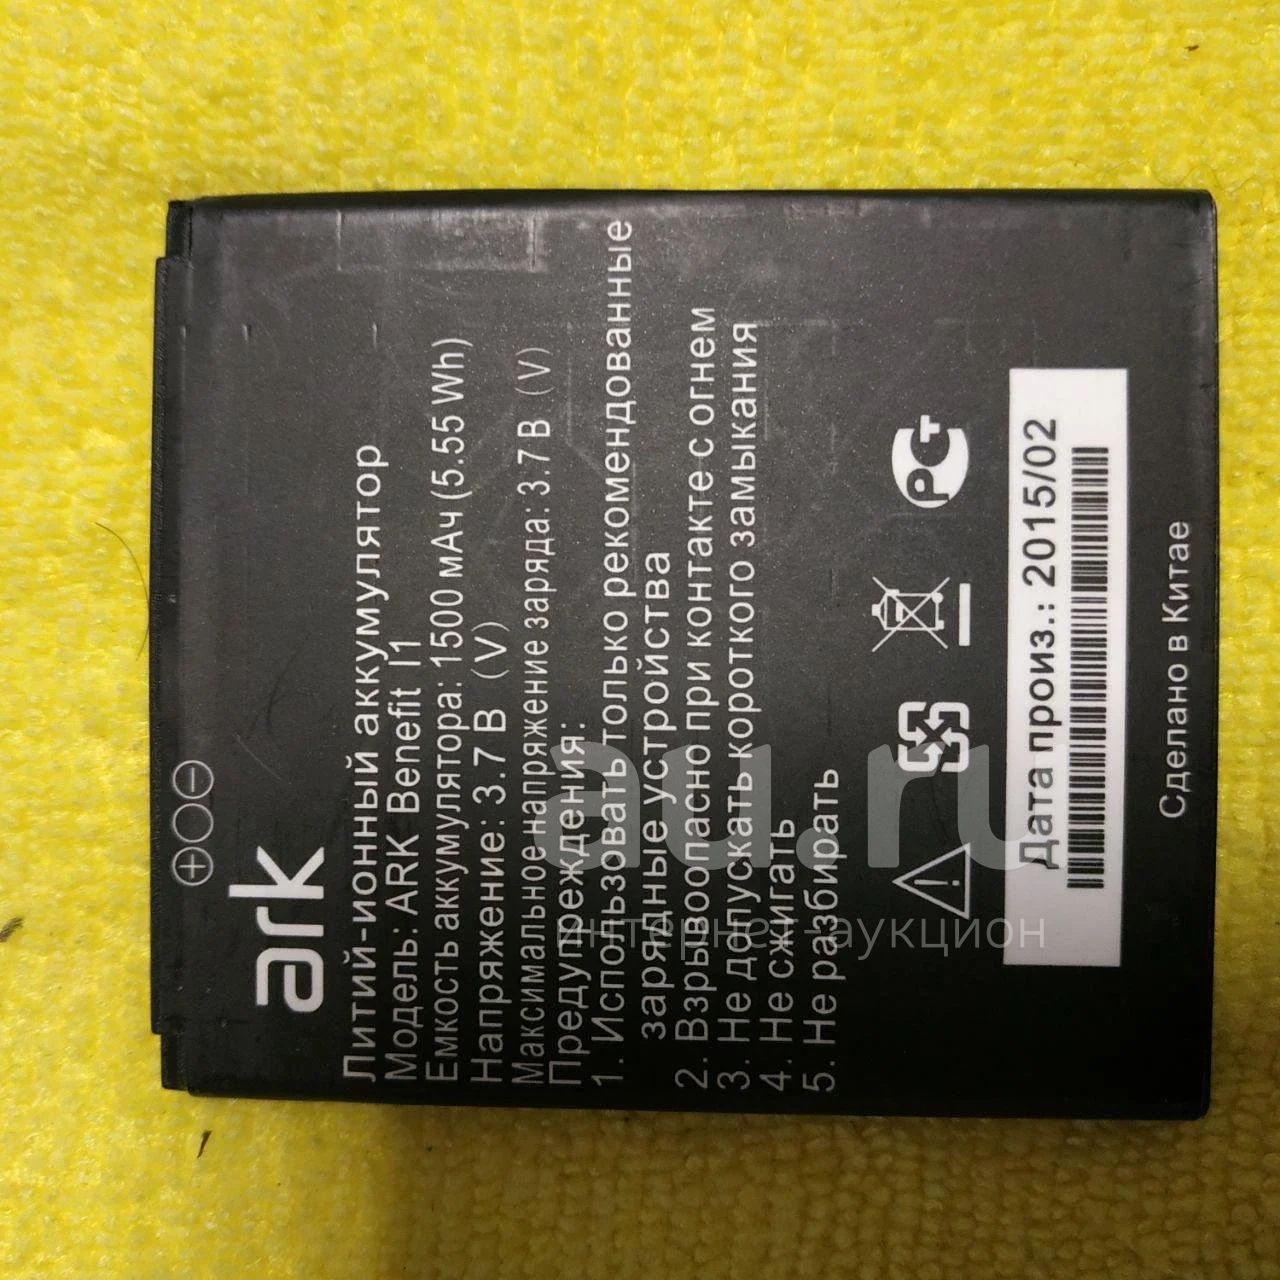 ark
Литий-ионный аккумулятор
Модель: ARK Benefit I1
Емкость аккумулятора: 1500 мАч (5.55 Wh)
Напряжение: 3.7 В (V)
Максимальное напряжение заряда: 3.7 В (V)
Предупреждения:
1. Использовать только рекомендованные
зарядные устройства
2. Взрывоопасно при контакте с огнем
3. Не допускать короткого замыкания
4. Не сжигать
5. Не разбирать
РС+
Дата произ.: 2015/02
Сделано в Китае
au.ru
интернет-аукцион